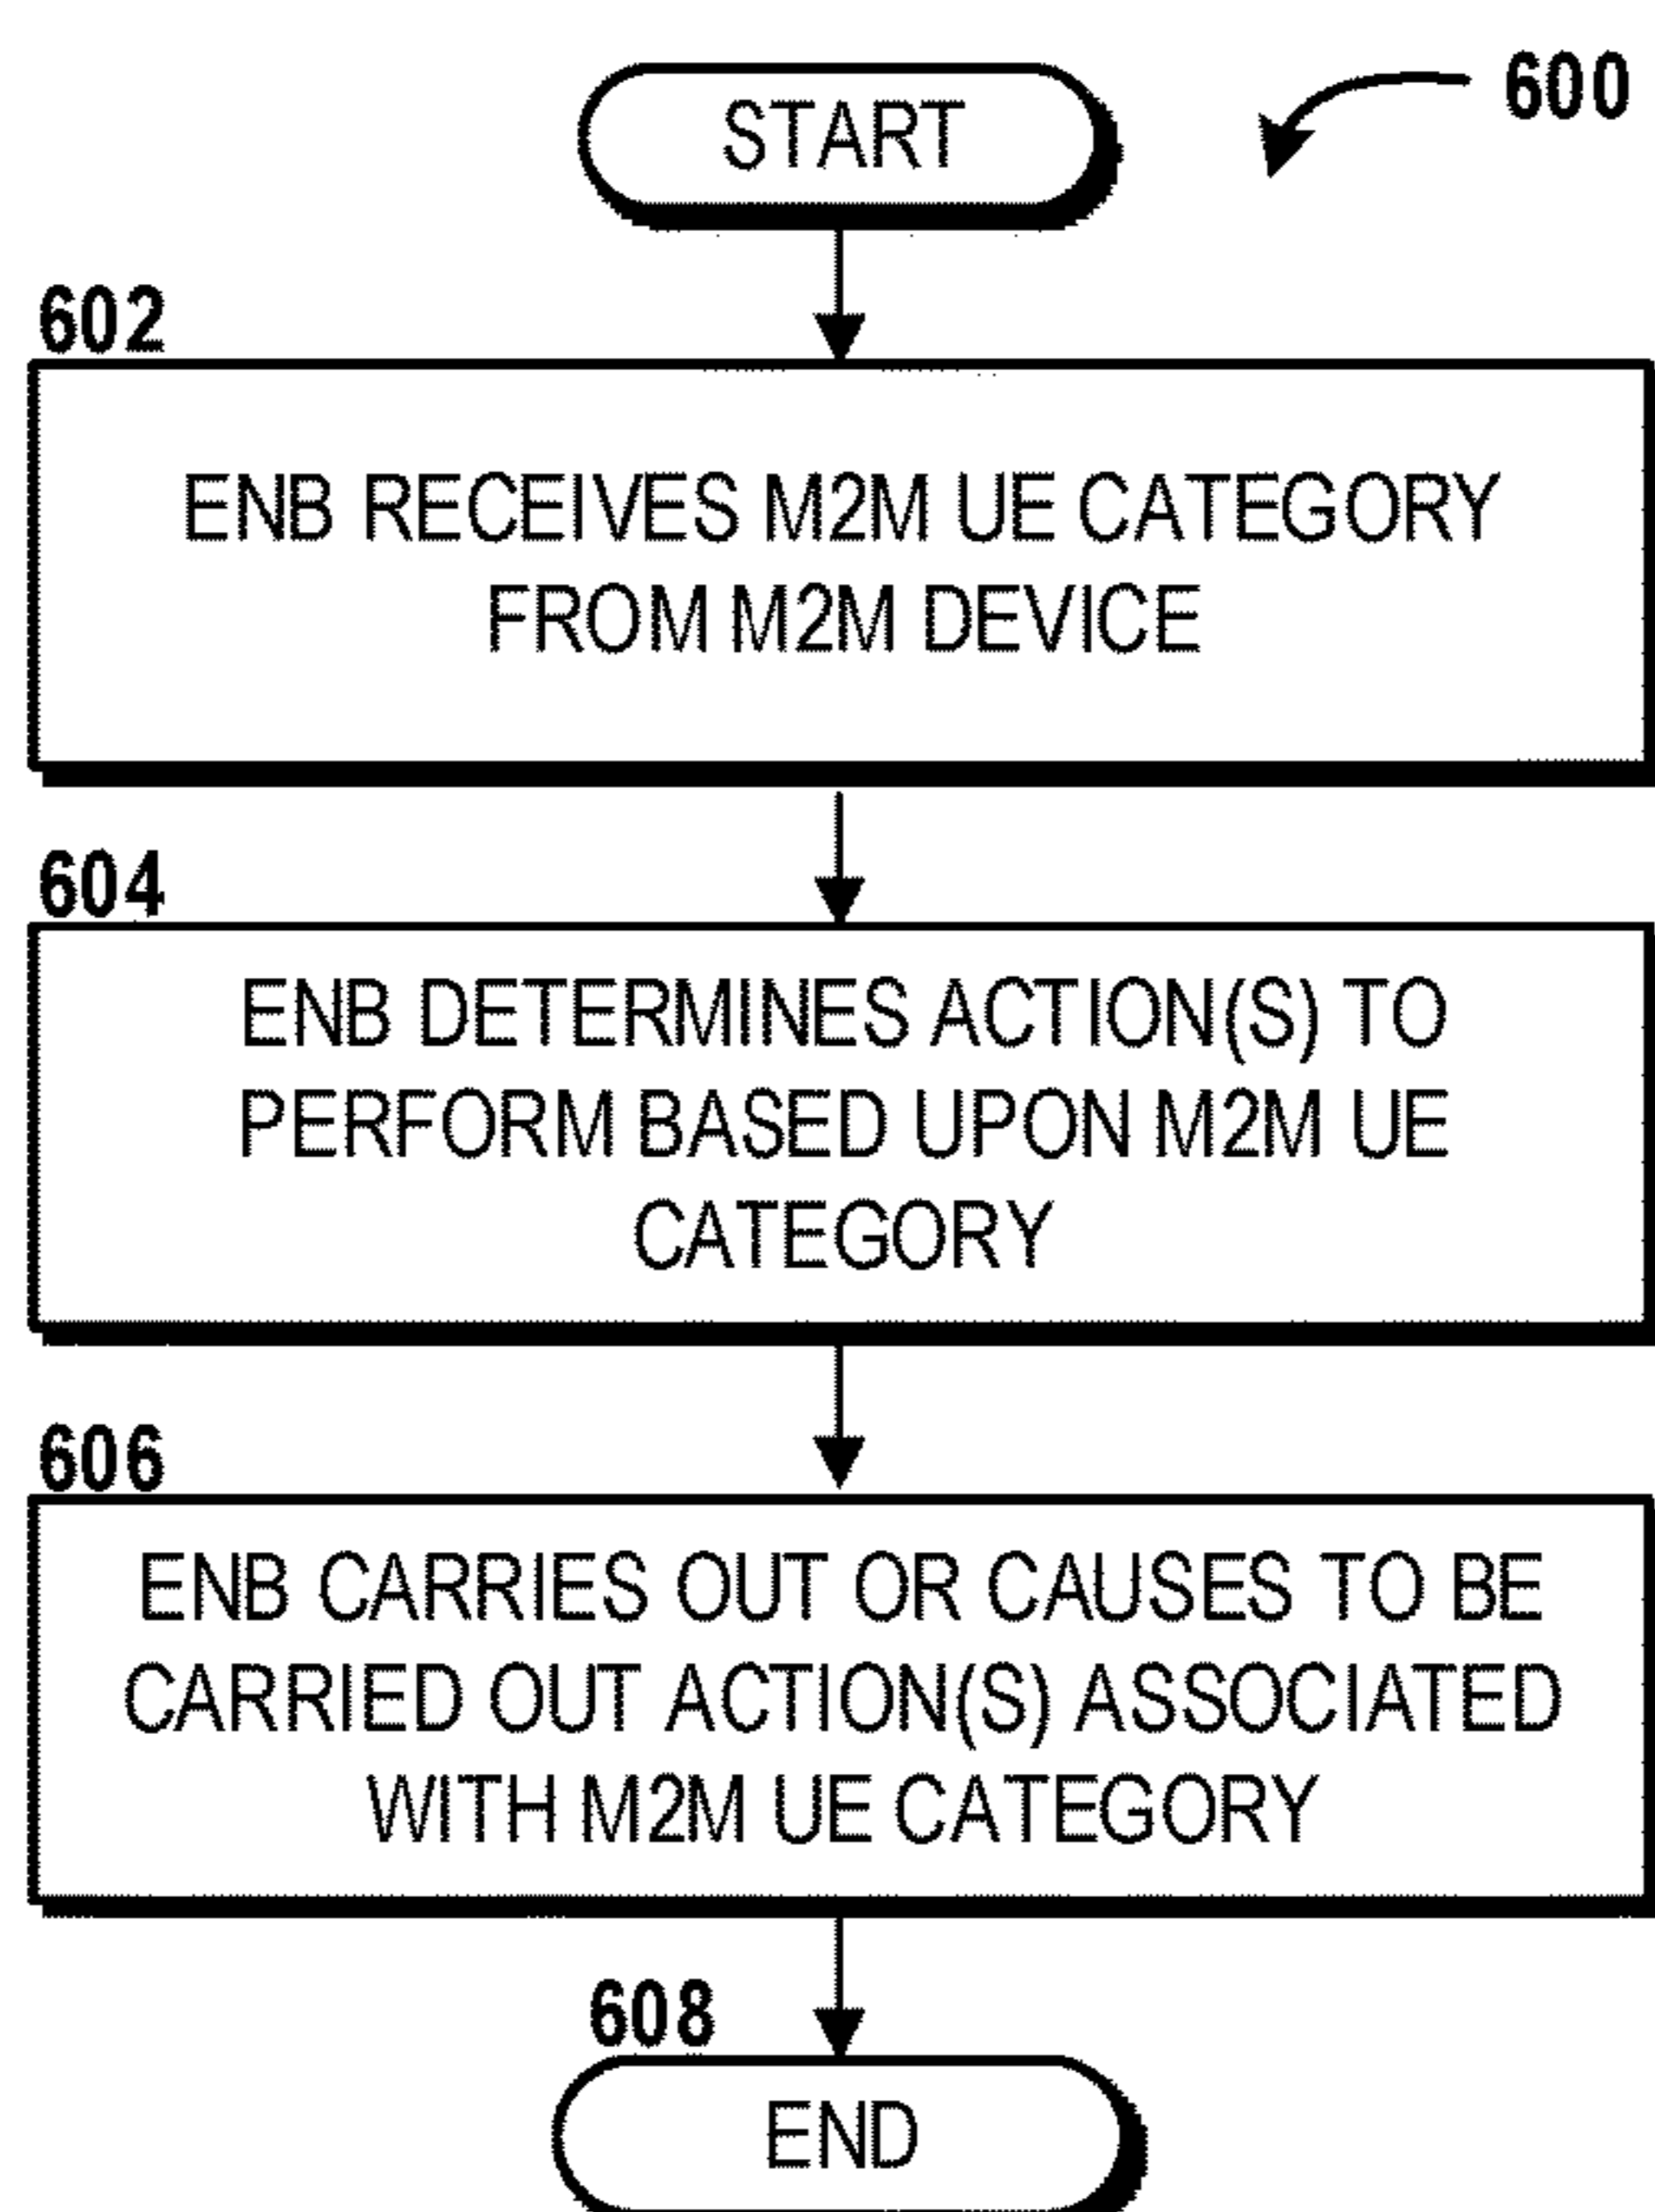 START
600
602
ENB RECEIVES M2M UE CATEGORY
FROM M2M DEVICE
604
ENB DETERMINES ACTION(S) TO
PERFORM BASED UPON M2M UE
CATEGORY
606
ENB CARRIES OUT OR CAUSES TO BE
CARRIED OUT ACTION(S) ASSOCIATED
WITH M2M UE CATEGORY
608
END